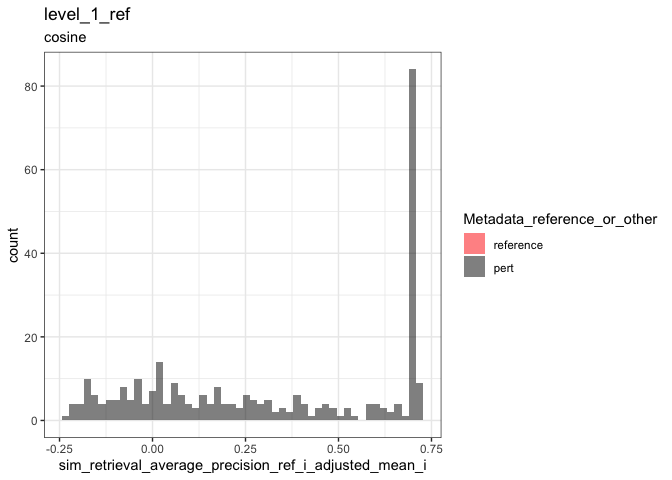 level_1_ref
cosine
80
60
40
20
0
count
-0.25 0.00 0.25 0.50 0.75
sim_retrieval_average_precision_ref_i_adjusted_mean_i
Metadata_reference_or_other
reference
pert